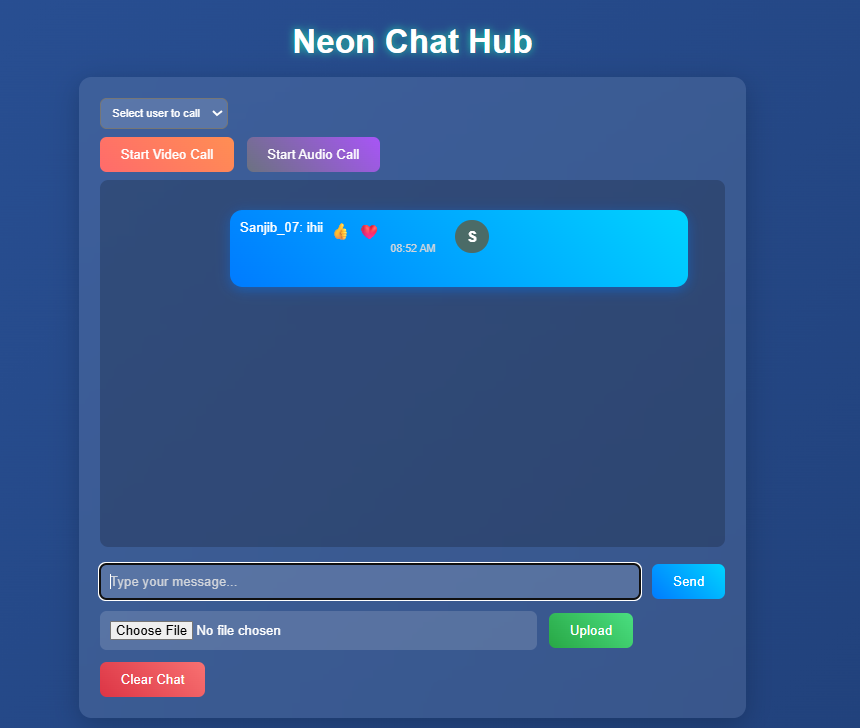 Neon Chat Hub
Select user to call
Start Video Call Start Audio Call
Sanjib_07: ihii 👍 ❤️ S
08:52 AM
Type your message... Send
Choose File No file chosen Upload
Clear Chat